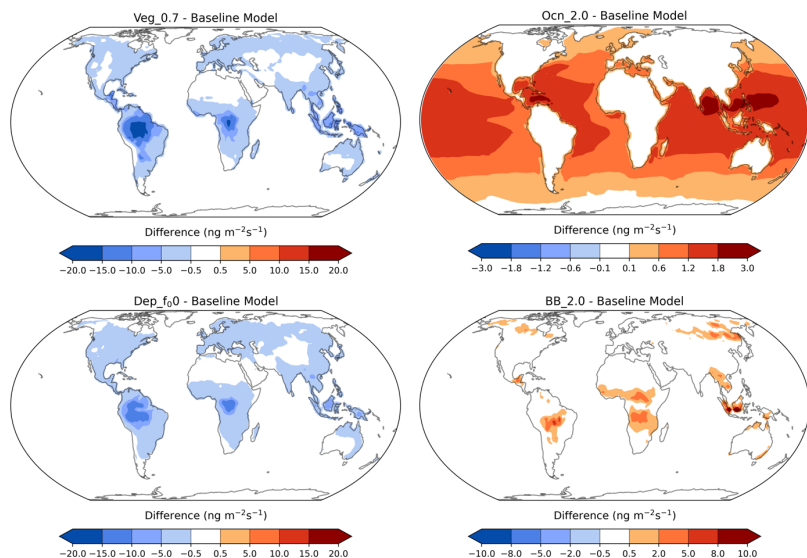 Veg_0.7 - Baseline Model
Difference (ng m⁻²s⁻¹)
−20.0 −15.0 −10.0 −5.0 −0.5 0.5 5.0 10.0 15.0 20.0
Ocn_2.0 - Baseline Model
Difference (ng m⁻²s⁻¹)
−3.0 −1.8 −1.2 −0.6 −0.1 0.1 0.6 1.2 1.8 3.0
Dep_f₀0 - Baseline Model
Difference (ng m⁻²s⁻¹)
−20.0 −15.0 −10.0 −5.0 −0.5 0.5 5.0 10.0 15.0 20.0
BB_2.0 - Baseline Model
Difference (ng m⁻²s⁻¹)
−10.0 −8.0 −5.0 −2.0 −0.5 0.5 2.0 5.0 8.0 10.0